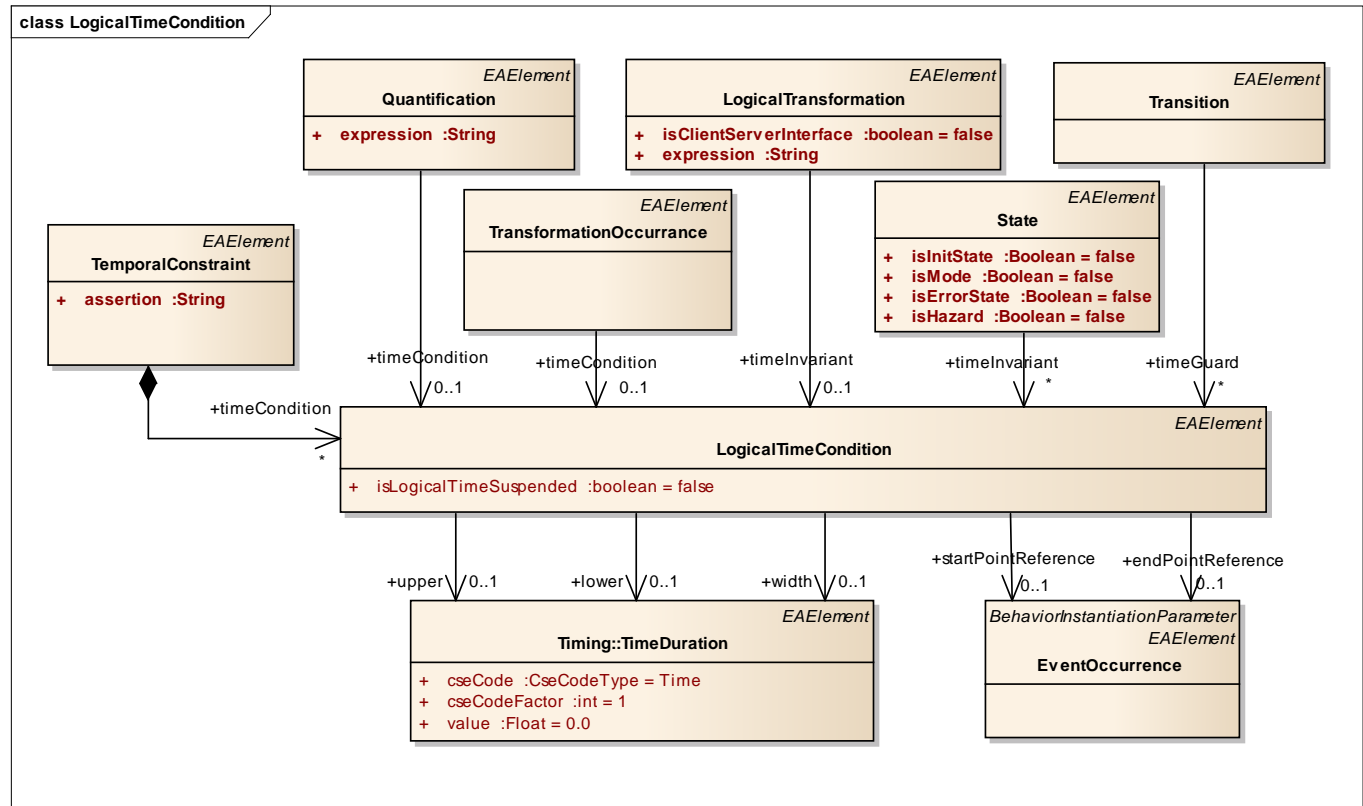 class LogicalTimeCondition
EAElement
Quantification
+ expression :String
EAElement
LogicalTransformation
+ isClientServerInterface :boolean = false
+ expression :String
EAElement
Transition
EAElement
TemporalConstraint
+ assertion :String
EAElement
TransformationOccurrance
EAElement
State
+ isInitState :Boolean = false
+ isMode :Boolean = false
+ isErrorState :Boolean = false
+ isHazard :Boolean = false
+timeCondition
0..1
+timeCondition
0..1
+timeInvariant
0..1
+timeInvariant
*
+timeGuard
*
+timeCondition
*
EAElement
LogicalTimeCondition
+ isLogicalTimeSuspended :boolean = false
+upper
0..1
+lower
0..1
+width
0..1
+startPointReference
0..1
+endPointReference
0..1
EAElement
Timing::TimeDuration
+ cseCode :CseCodeType = Time
+ cseCodeFactor :int = 1
+ value :Float = 0.0
BehaviorInstantiationParameter
EAElement
EventOccurrence